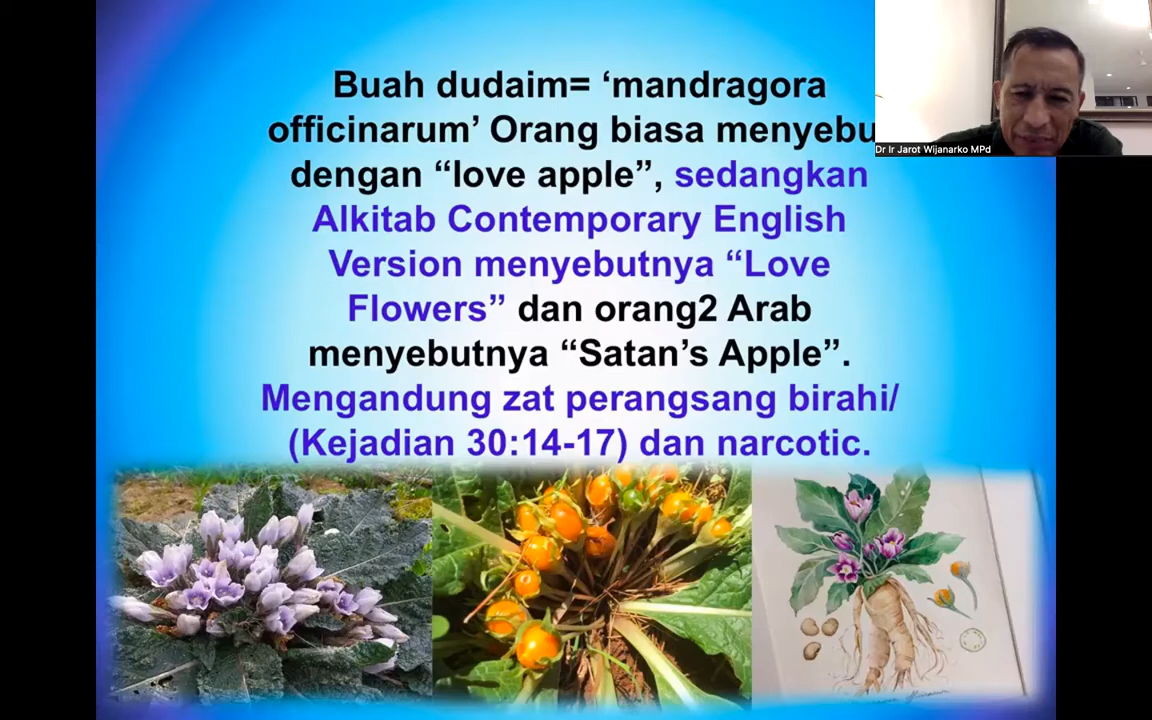 Buah dudaim= ‘mandragora
officinarum’ Orang biasa menyebu
dengan “love apple”, sedangkan
Alkitab Contemporary English
Version menyebutnya “Love
Flowers” dan orang2 Arab
menyebutnya “Satan’s Apple”.
Mengandung zat perangsang birahi/
(Kejadian 30:14-17) dan narcotic.
Dr Ir Jarot Wijanarko MPd